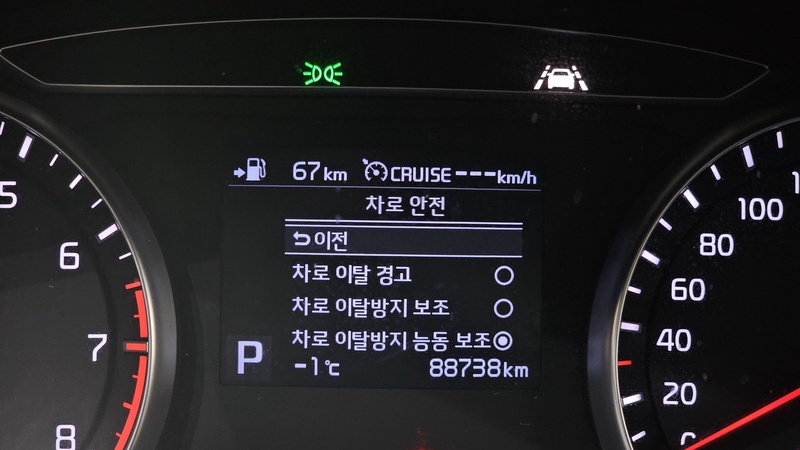 67 km CRUISE---km/h
차로 안전
이전
차로 이탈 경고
차로 이탈방지 보조
차로 이탈방지 능동 보조
P
-1℃ 88738km
5
6
7
8
100
80
60
40
20